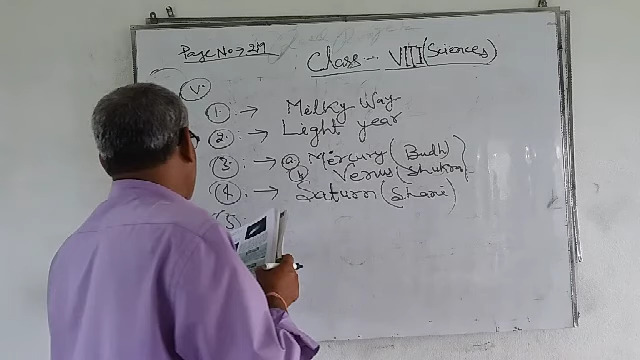 Page No → 219
Class - VIII (Sciences)
V.
1. → Milky Way
2. → Light year
3. → a. Mercury (Budh)
b. Venus (Shukra)
4. → Saturn (Shani)
5.